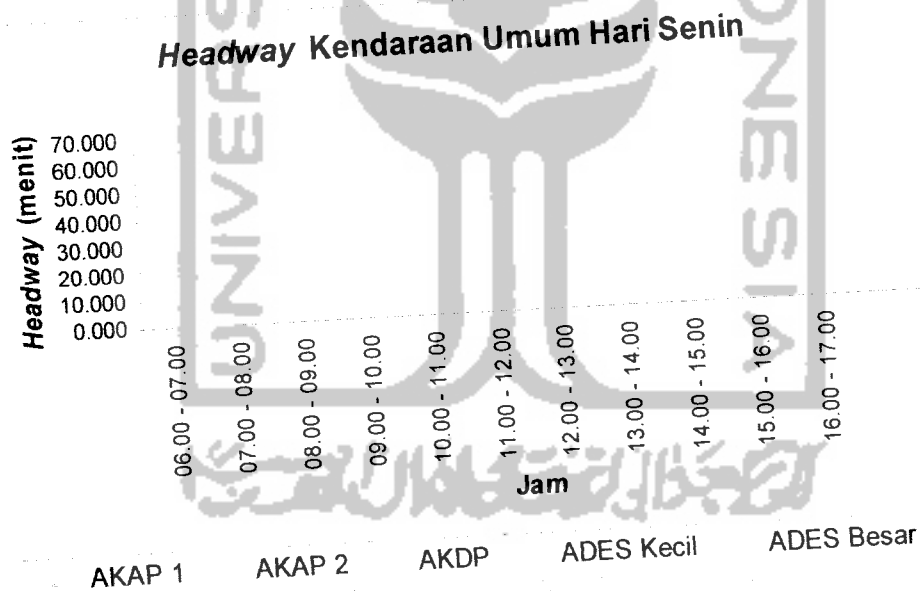 Headway Kendaraan Umum Hari Senin
Headway (menit)
70.000
60.000
50.000
40.000
30.000
20.000
10.000
0.000
06.00 - 07.00
07.00 - 08.00
08.00 - 09.00
09.00 - 10.00
10.00 - 11.00
11.00 - 12.00
12.00 - 13.00
13.00 - 14.00
14.00 - 15.00
15.00 - 16.00
16.00 - 17.00
Jam
AKAP 1 AKAP 2 AKDP ADES Kecil ADES Besar
UNIVERS
ONESIA